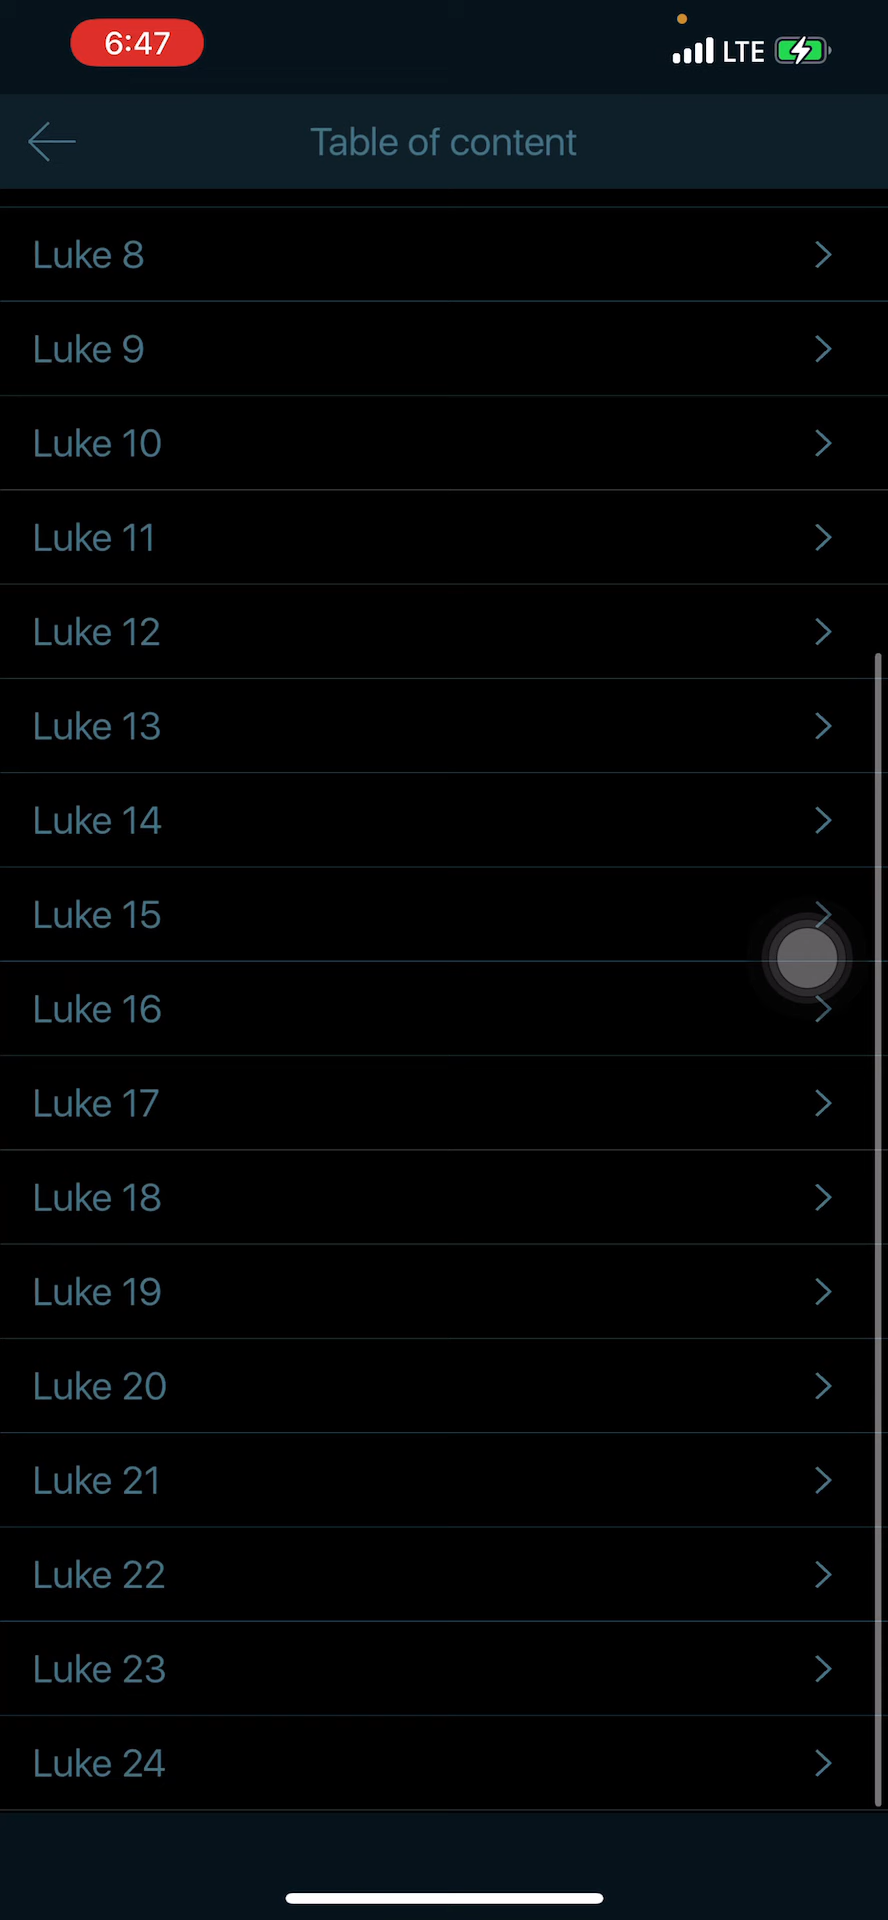 6:47
LTE
Table of content
Luke 8
Luke 9
Luke 10
Luke 11
Luke 12
Luke 13
Luke 14
Luke 15
Luke 16
Luke 17
Luke 18
Luke 19
Luke 20
Luke 21
Luke 22
Luke 23
Luke 24